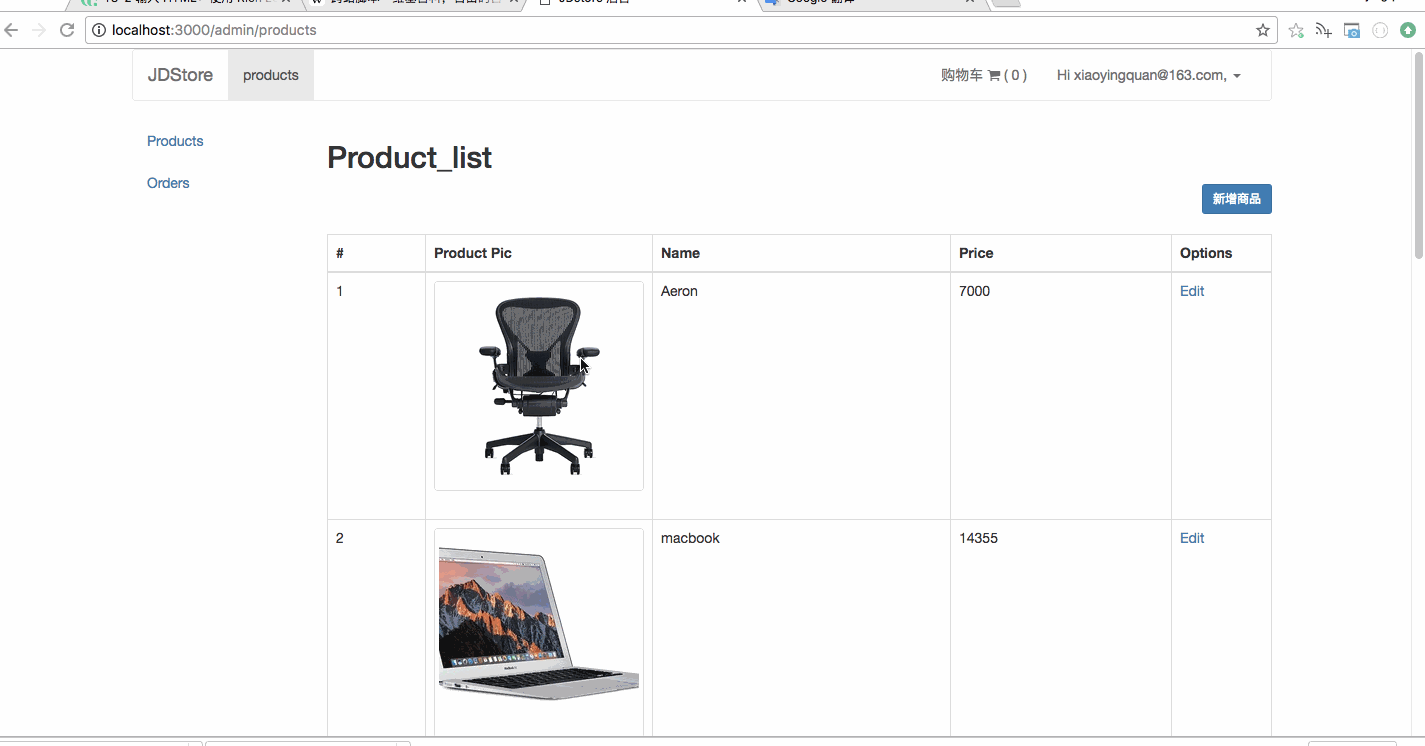 localhost:3000/admin/products
JDStore products 购物车 ( 0 ) Hi xiaoyingquan@163.com,
Products
Orders
Product_list
新增商品
# Product Pic Name Price Options
1 Aeron 7000 Edit
2 macbook 14355 Edit